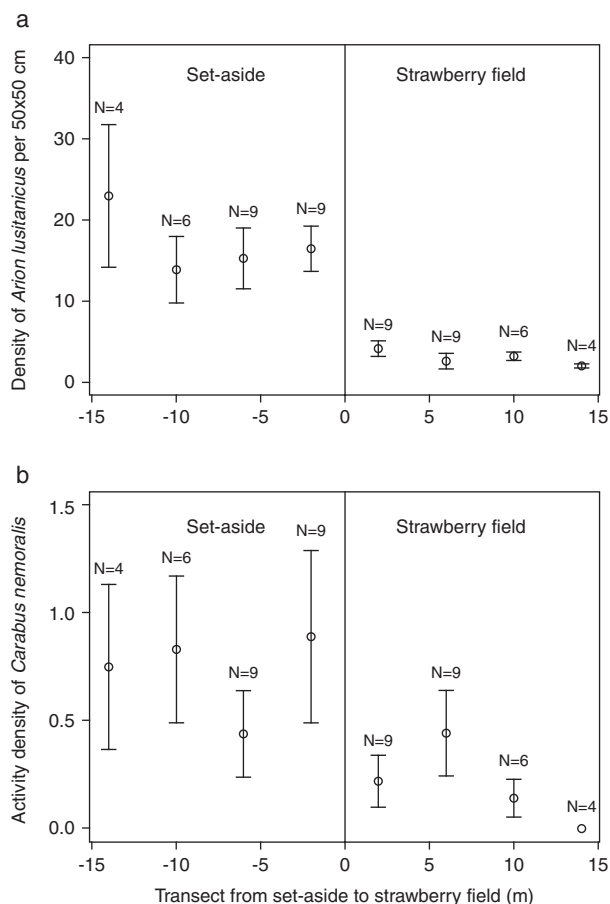 a
Density of Arion lusitanicus per 50x50 cm
40
30
20
10
0
Set-aside
Strawberry field
N=4
N=6
N=9
N=9
N=9
N=9
N=6
N=4
-15
-10
-5
0
5
10
15
b
Activity density of Carabus nemoralis
1.5
1.0
0.5
0.0
Set-aside
Strawberry field
N=4
N=6
N=9
N=9
N=9
N=9
N=6
N=4
-15
-10
-5
0
5
10
15
Transect from set-aside to strawberry field (m)